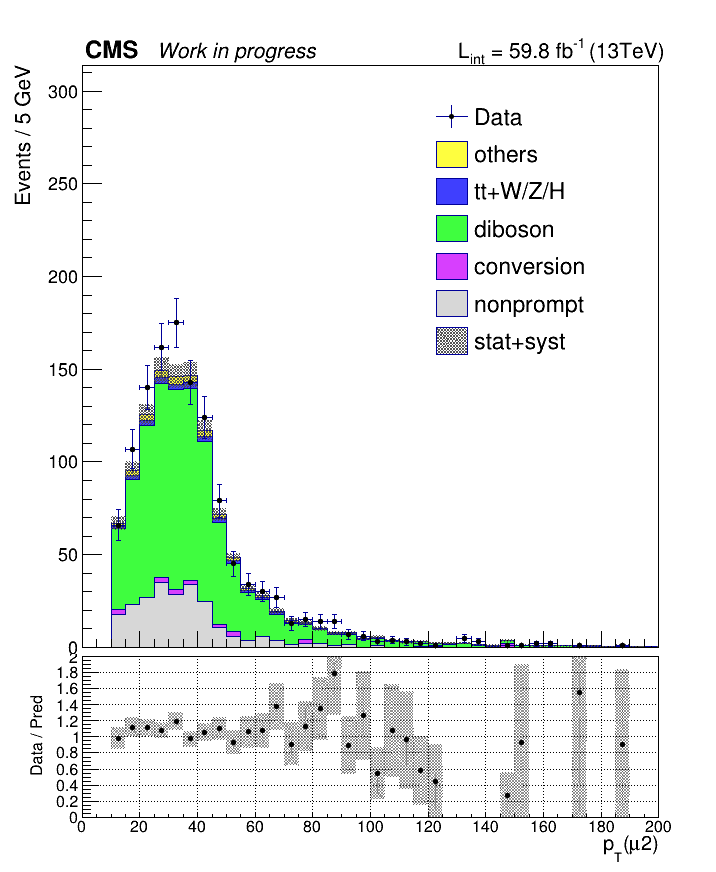 CMS Work in progress L_int = 59.8 fb^-1 (13TeV)
Events / 5 GeV
300
250
200
150
100
50
0
Data
others
tt+W/Z/H
diboson
conversion
nonprompt
stat+syst
Data / Pred
2
1.8
1.6
1.4
1.2
1
0.8
0.6
0.4
0.2
0
0 20 40 60 80 100 120 140 160 180 200
p_T(μ2)